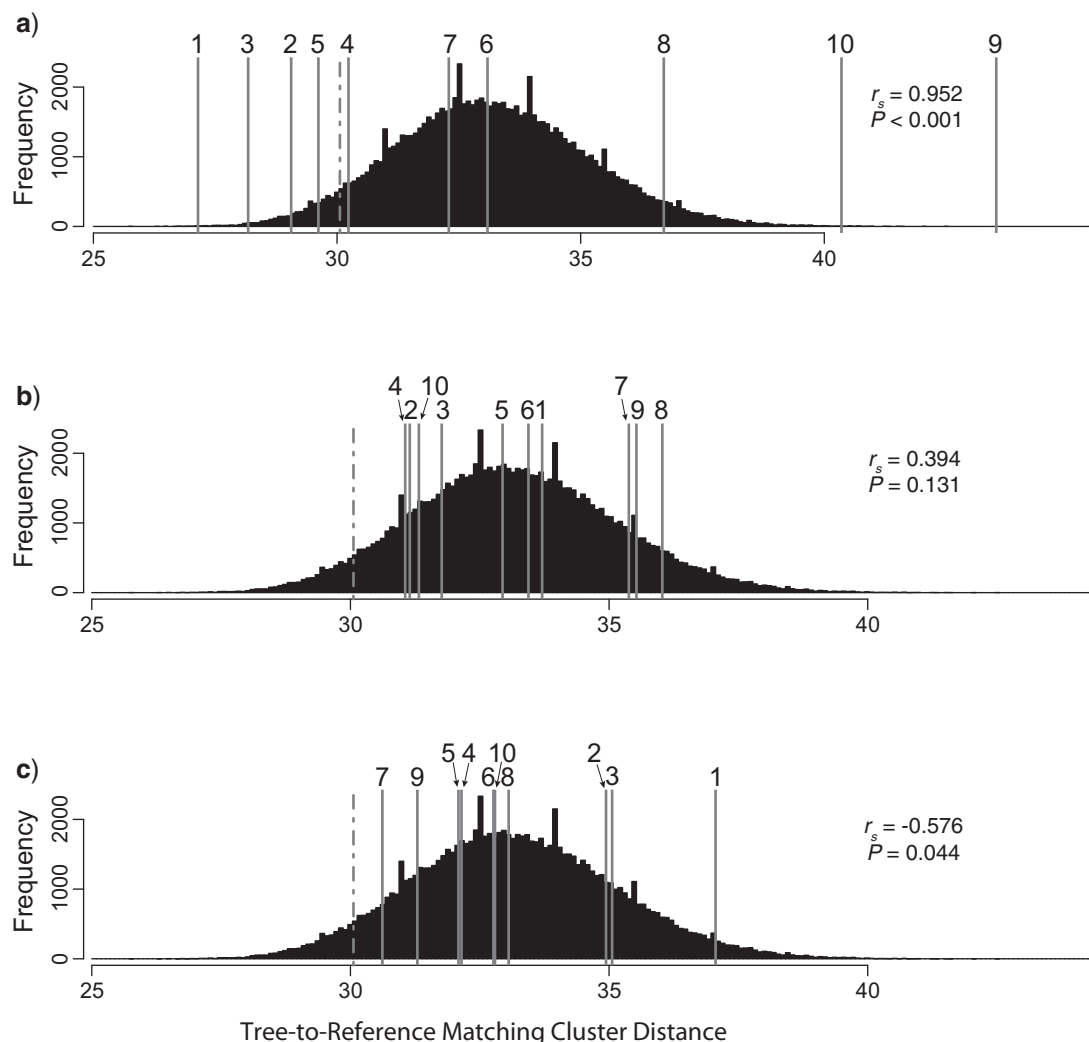 a)
1 3 2 5 4 7 6 8 10 9
Frequency
2000
1000
0
r_s = 0.952
P < 0.001
25 30 35 40
b)
4 10 7
2 3 5 6 1 9 8
Frequency
2000
1000
0
r_s = 0.394
P = 0.131
25 30 35 40
c)
5 4 10 2
7 9 6 8 3 1
Frequency
2000
1000
0
r_s = -0.576
P = 0.044
25 30 35 40
Tree-to-Reference Matching Cluster Distance